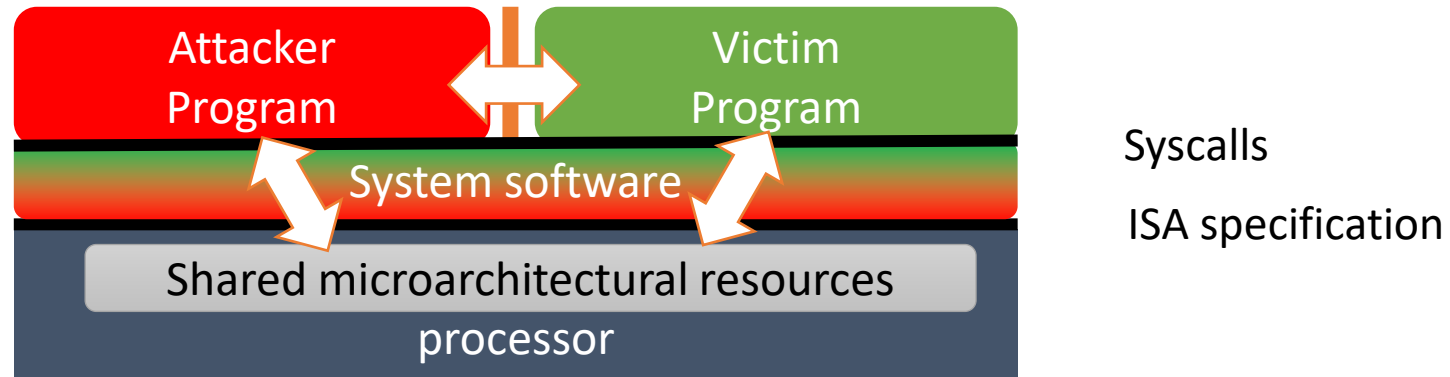 Attacker
Program
Victim
Program
Syscalls
System software
ISA specification
Shared microarchitectural resources
processor